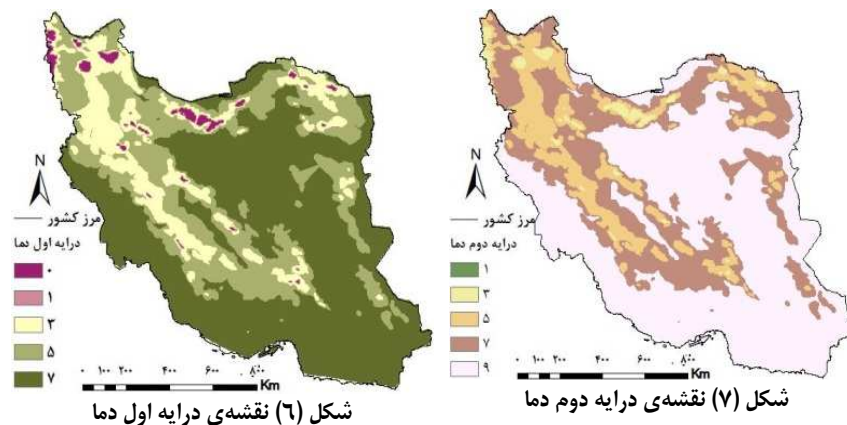 N
مرز کشور
درایه اول دما
۰
۱
۳
۵
۷
۰ ۱۰۰ ۲۰۰ ۴۰۰ ۶۰۰ ۸۰۰
Km
شکل (٦) نقشه‌ی درایه اول دما
N
مرز کشور
درایه دوم دما
۱
۳
۵
۷
۹
۰ ۱۰۰ ۲۰۰ ۴۰۰ ۶۰۰ ۸۰۰
Km
شکل (٧) نقشه‌ی درایه دوم دما